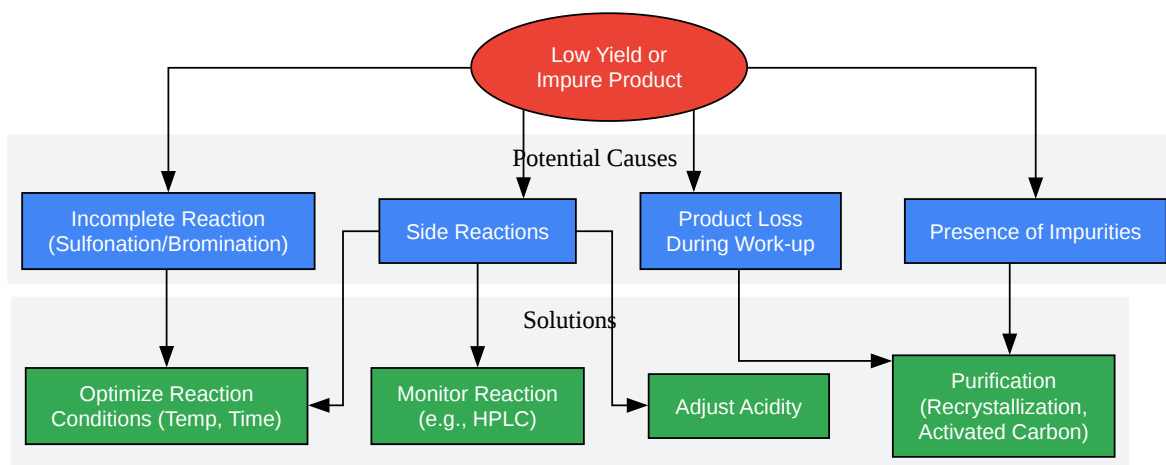 Low Yield or
Impure Product
Potential Causes
Incomplete Reaction
(Sulfonation/Bromination)
Side Reactions
Product Loss
During Work-up
Presence of Impurities
Solutions
Optimize Reaction
Conditions (Temp, Time)
Monitor Reaction
(e.g., HPLC)
Adjust Acidity
Purification
(Recrystallization,
Activated Carbon)